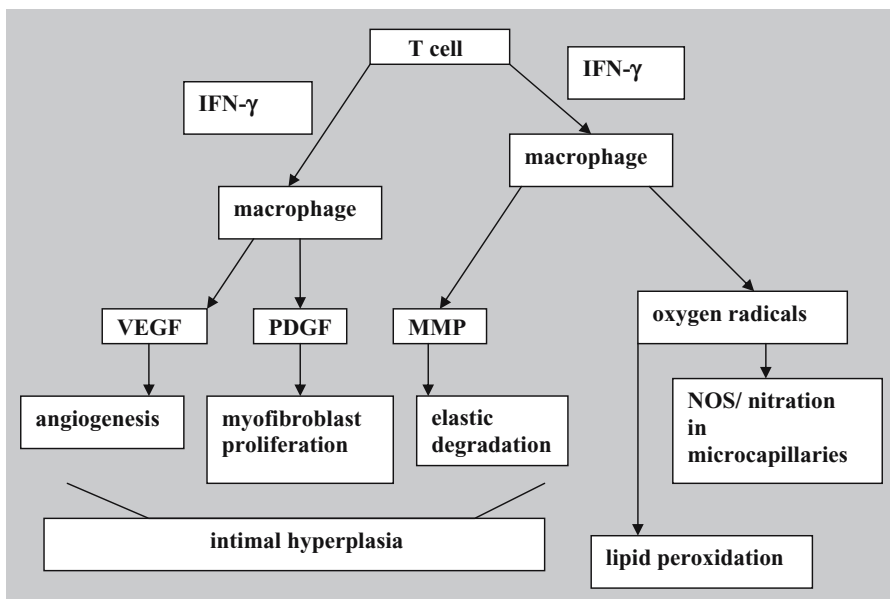 T cell
IFN-γ
IFN-γ
macrophage
macrophage
VEGF
PDGF
MMP
oxygen radicals
angiogenesis
myofibroblast
proliferation
elastic
degradation
NOS/ nitration
in
microcapillaries
intimal hyperplasia
lipid peroxidation